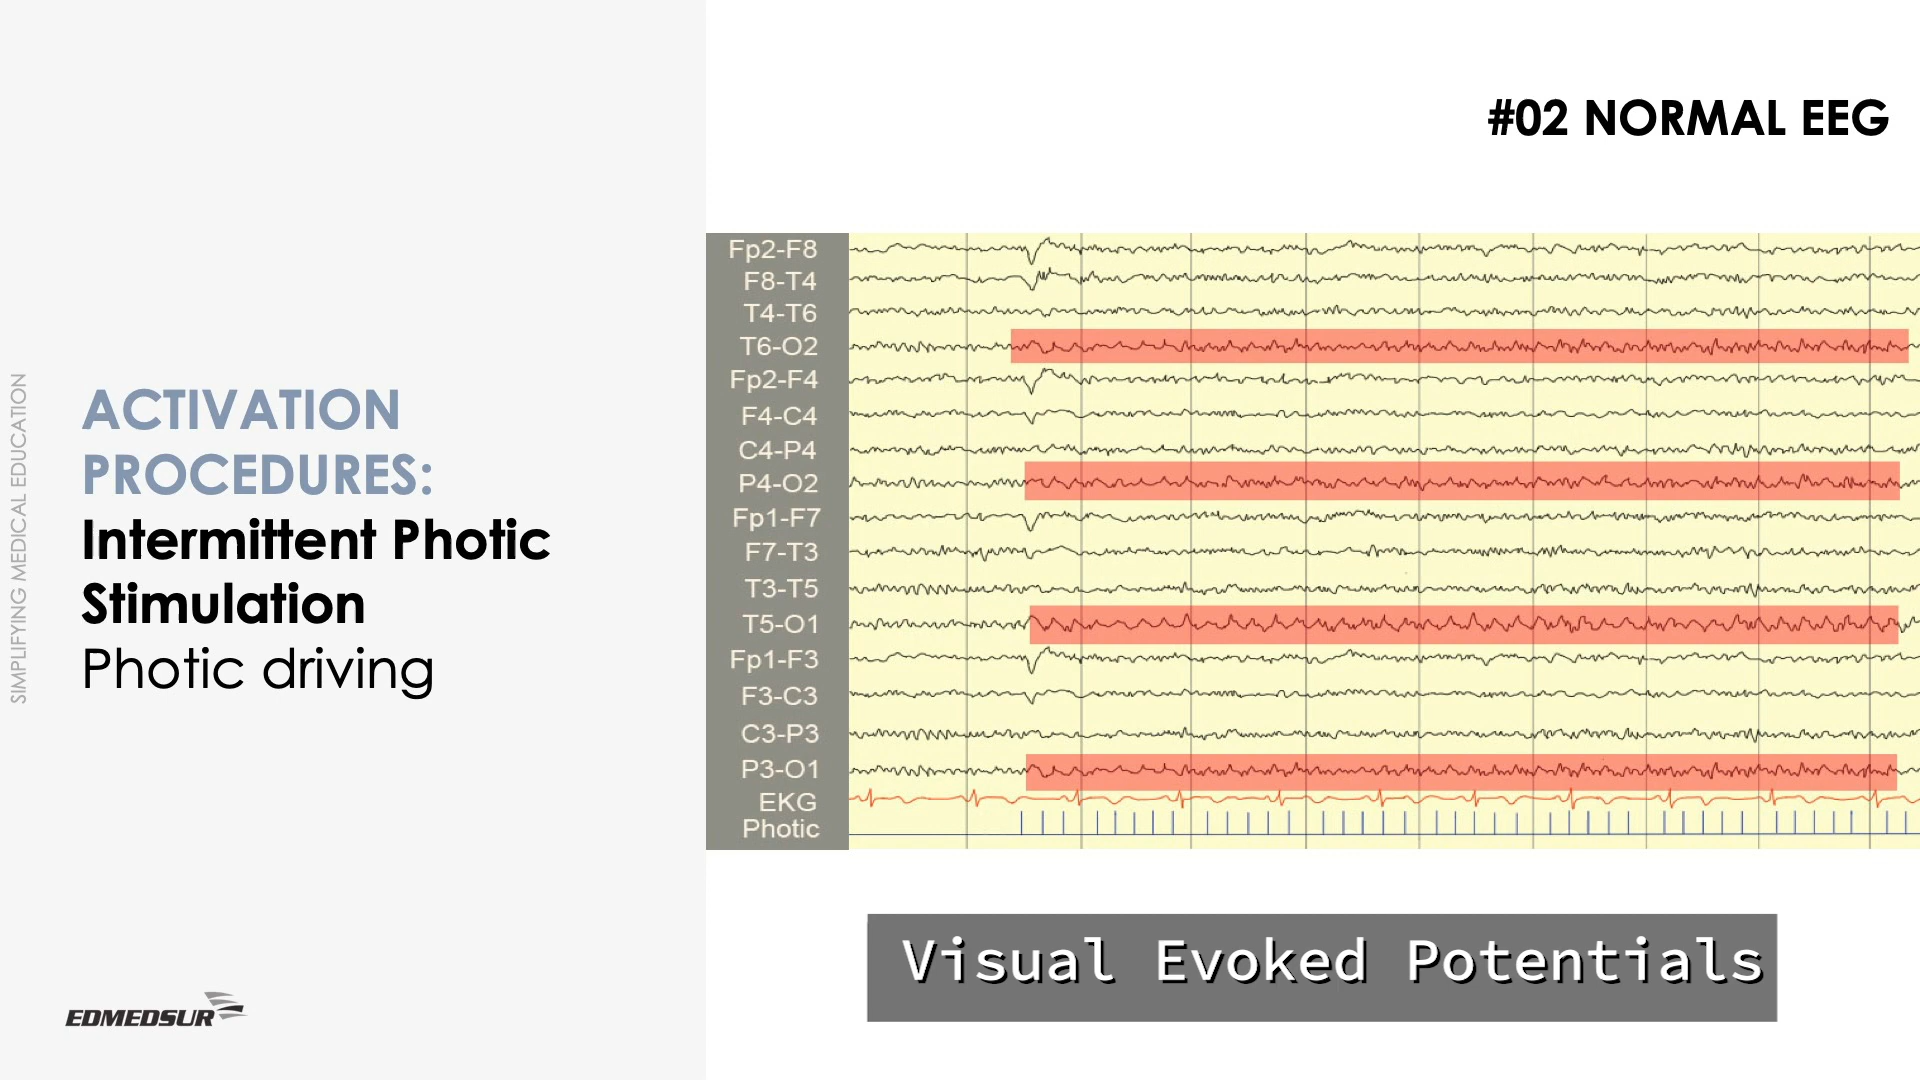 SIMPLIFYING MEDICAL EDUCATION
ACTIVATION
PROCEDURES:
Intermittent Photic
Stimulation
Photic driving
EDMEDSUR
#02 NORMAL EEG
Fp2-F8
F8-T4
T4-T6
T6-O2
Fp2-F4
F4-C4
C4-P4
P4-O2
Fp1-F7
F7-T3
T3-T5
T5-O1
Fp1-F3
F3-C3
C3-P3
P3-O1
EKG
Photic
Visual Evoked Potentials